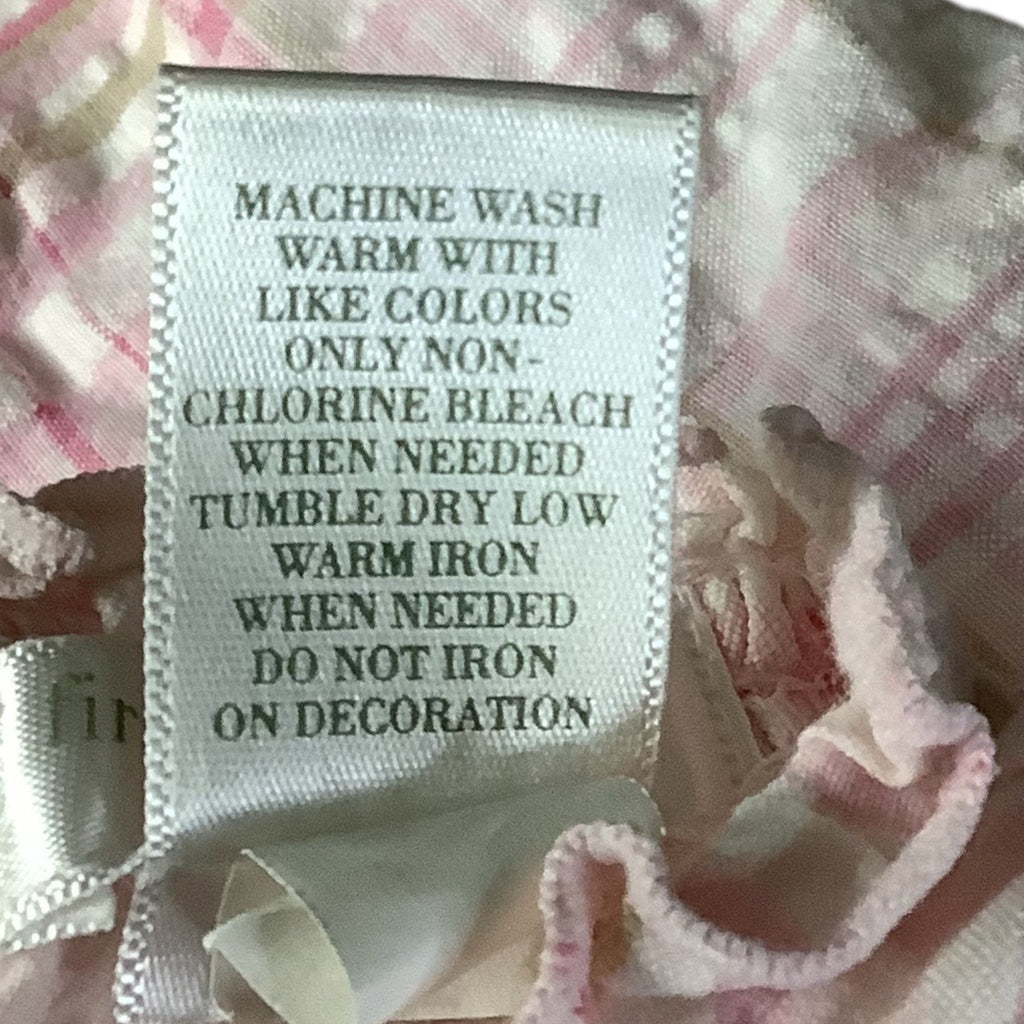 MACHINE WASH
WARM WITH
LIKE COLORS
ONLY NON-
CHLORINE BLEACH
WHEN NEEDED
TUMBLE DRY LOW
WARM IRON
WHEN NEEDED
DO NOT IRON
ON DECORATION